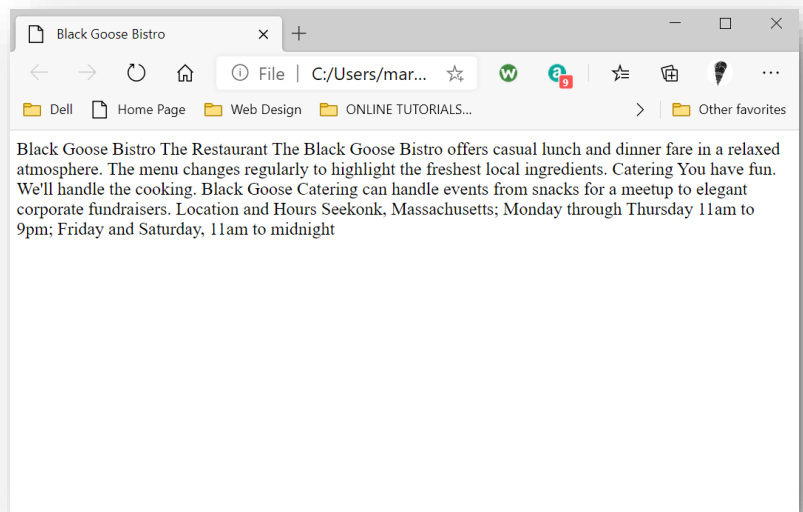 Black Goose Bistro
File | C:/Users/mar...
9
Dell Home Page Web Design ONLINE TUTORIALS... Other favorites
Black Goose Bistro The Restaurant The Black Goose Bistro offers casual lunch and dinner fare in a relaxed
atmosphere. The menu changes regularly to highlight the freshest local ingredients. Catering You have fun.
We'll handle the cooking. Black Goose Catering can handle events from snacks for a meetup to elegant
corporate fundraisers. Location and Hours Seekonk, Massachusetts; Monday through Thursday 11am to
9pm; Friday and Saturday, 11am to midnight